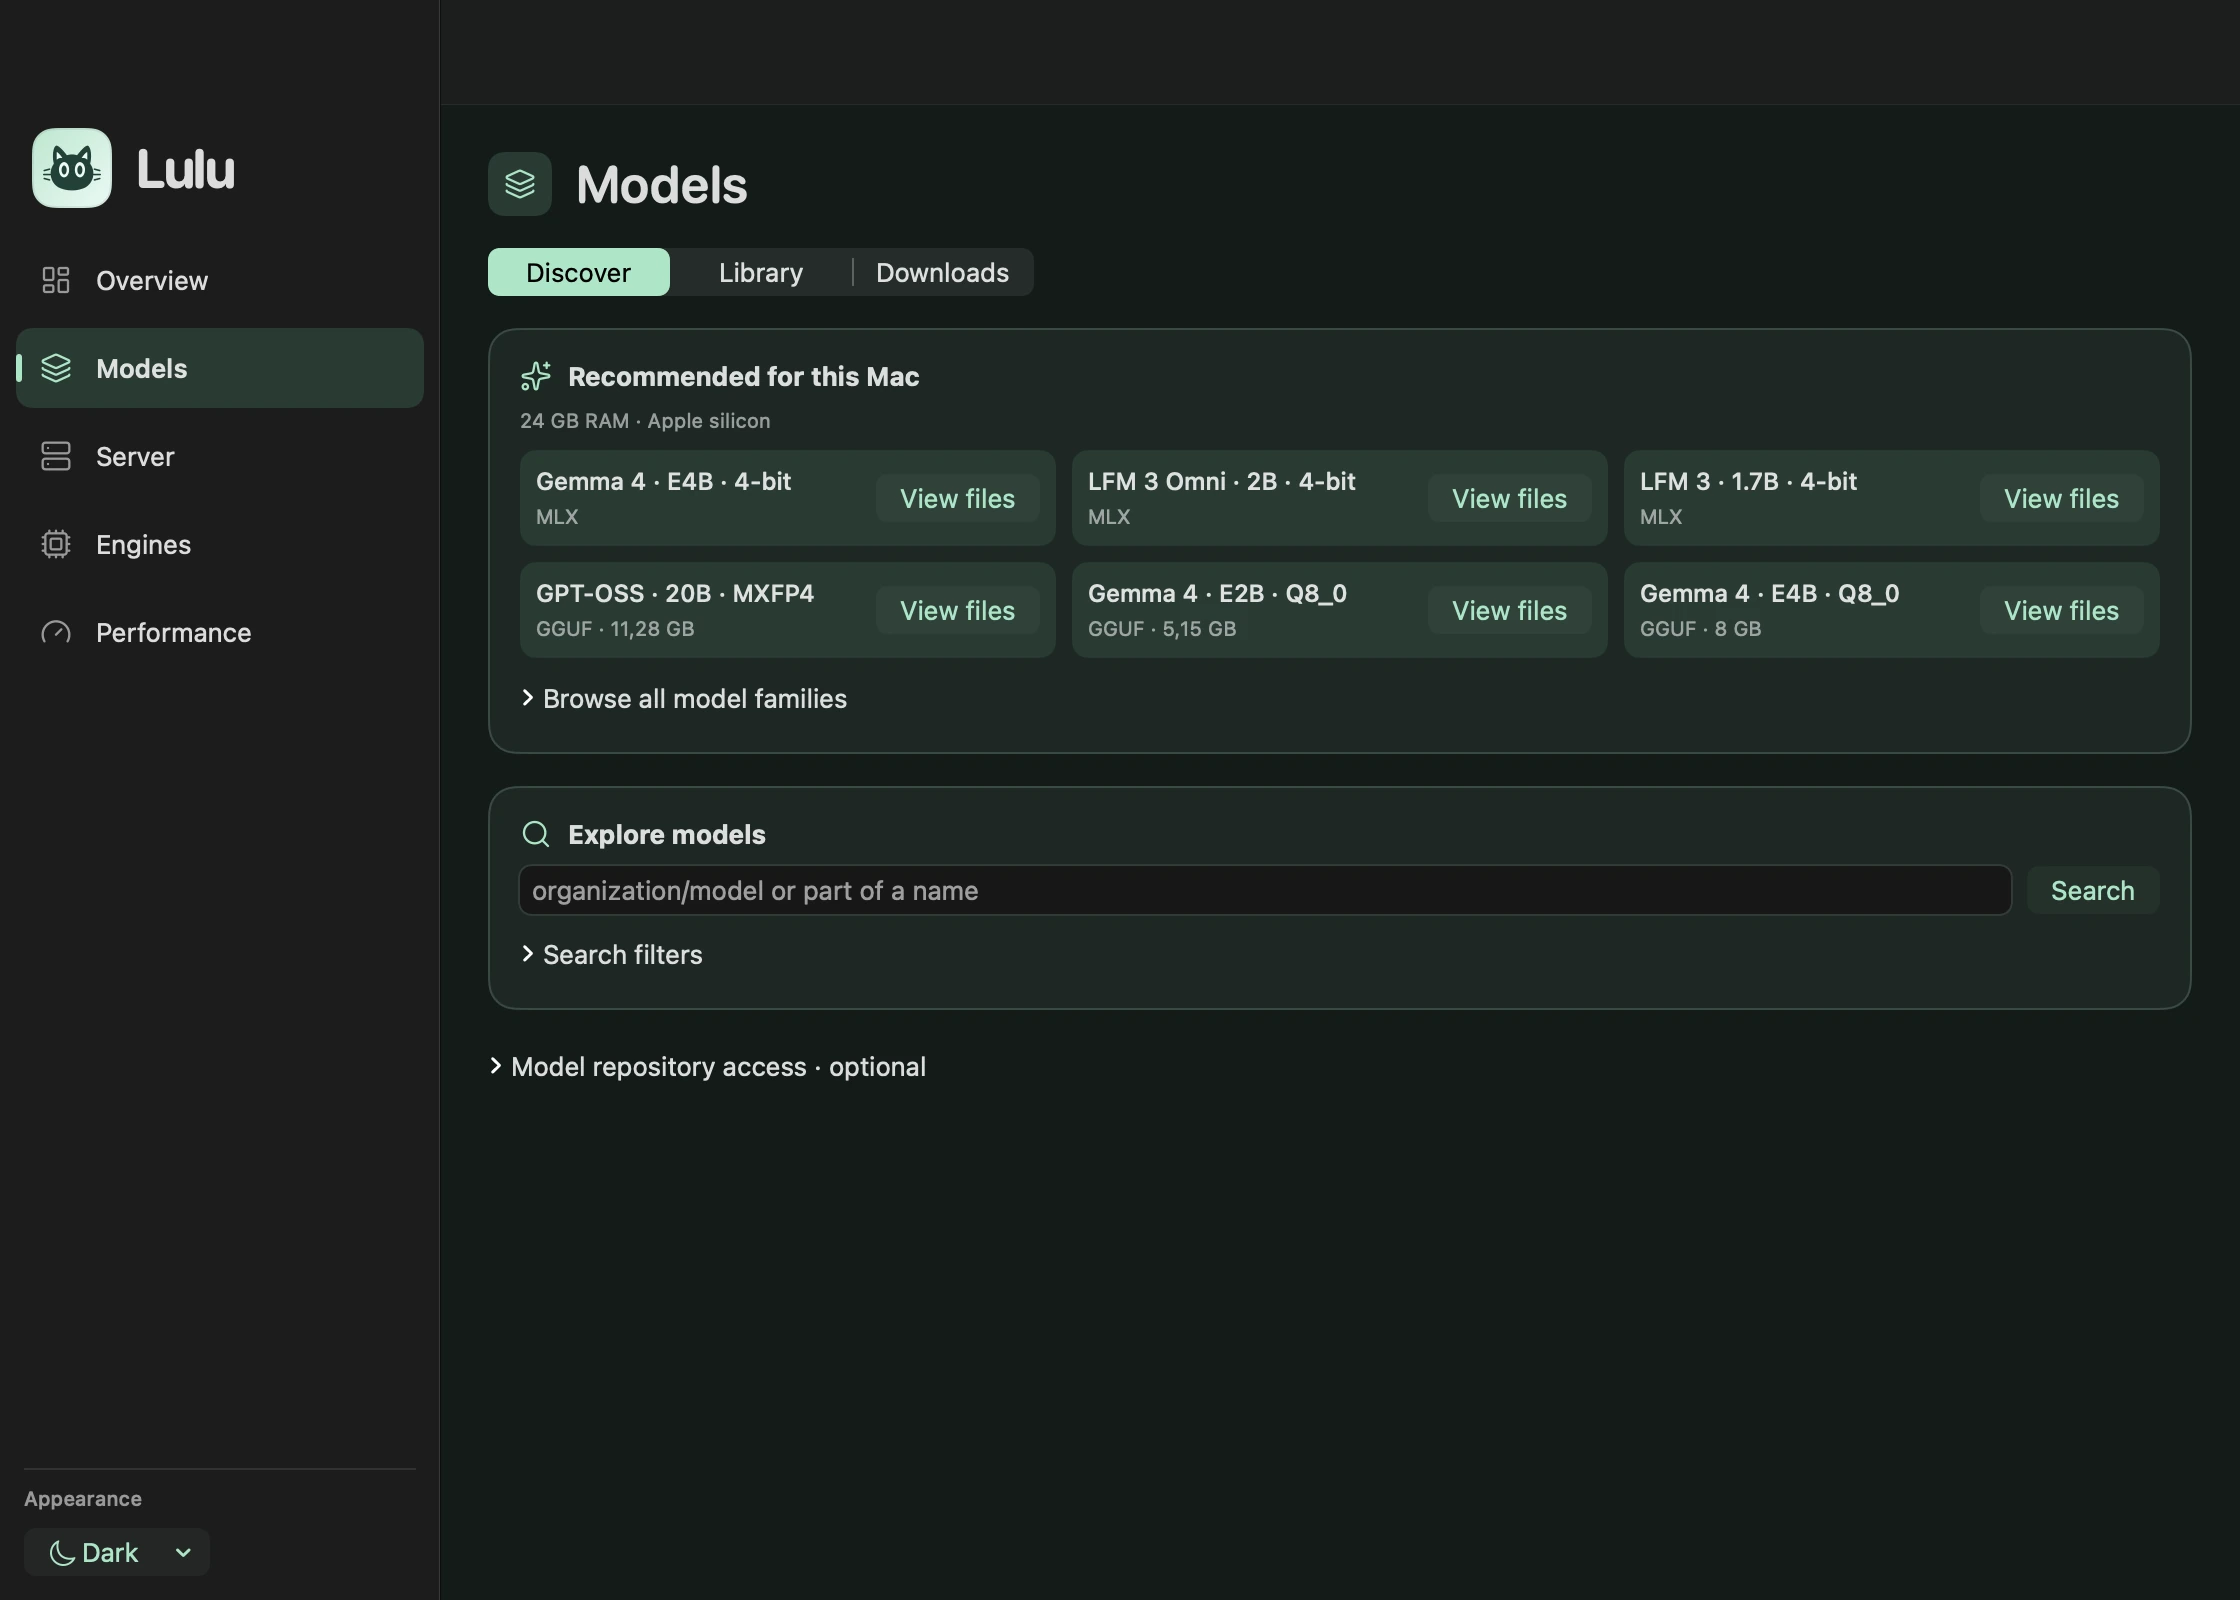 Lulu
Overview
Models
Server
Engines
Performance
Appearance
Dark
Models
Discover
Library
Downloads
Recommended for this Mac
24 GB RAM · Apple silicon
Gemma 4 · E4B · 4-bit
MLX
View files
LFM 3 Omni · 2B · 4-bit
MLX
View files
LFM 3 · 1.7B · 4-bit
MLX
View files
GPT-OSS · 20B · MXFP4
GGUF · 11,28 GB
View files
Gemma 4 · E2B · Q8_0
GGUF · 5,15 GB
View files
Gemma 4 · E4B · Q8_0
GGUF · 8 GB
View files
Browse all model families
Explore models
organization/model or part of a name
Search
Search filters
Model repository access · optional